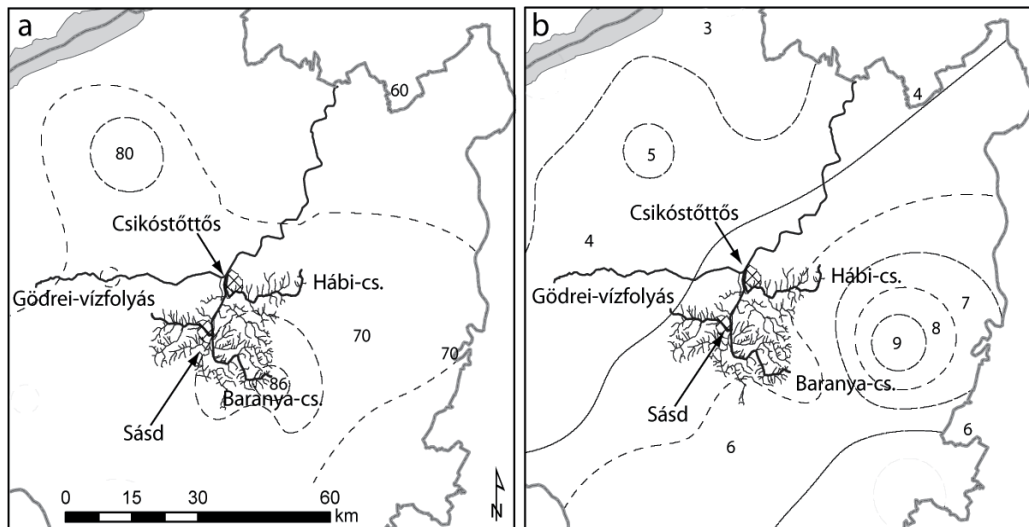 a
60
80
Csikóstőttős
Hábi-cs.
Gödrei-vízfolyás
70
70
86
Baranya-cs.
Sásd
0 15 30 60
km
N
b
3
4
5
Csikóstőttős
4
Hábi-cs.
Gödrei-vízfolyás
7
8
9
Baranya-cs.
Sásd
6
6